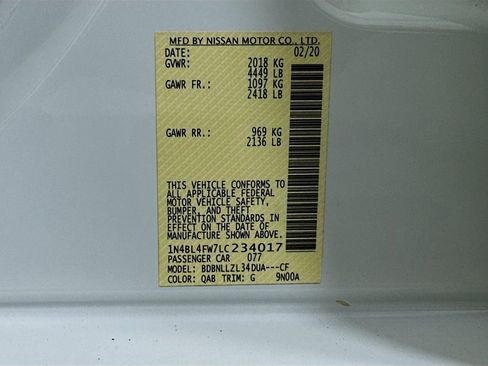 MFD BY NISSAN MOTOR CO., LTD.
DATE: 02/20
GVWR: 2018 KG
4449 LB
GAWR FR.: 1097 KG
2418 LB
GAWR RR.: 969 KG
2136 LB
THIS VEHICLE CONFORMS TO
ALL APPLICABLE FEDERAL
MOTOR VEHICLE SAFETY,
BUMPER, AND THEFT
PREVENTION STANDARDS IN
EFFECT ON THE DATE OF
MANUFACTURE SHOWN ABOVE.
1N4BL4FW7LC234017
PASSENGER CAR 077
MODEL: BDBNLLZL34DUA---CF
COLOR: QAB TRIM: G 9N00A